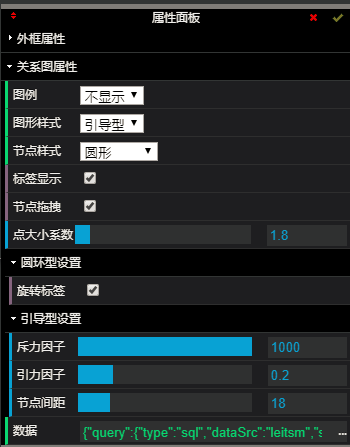 属性面板
外框属性
关系图属性
图例 不显示
图形样式 引导型
节点样式 圆形
标签显示
节点拖拽
点大小系数 1.8
圆环型设置
旋转标签
引导型设置
斥力因子 1000
引力因子 0.2
节点间距 18
数据 {"query":{"type":"sql","dataSrc":"leitsm","s ...